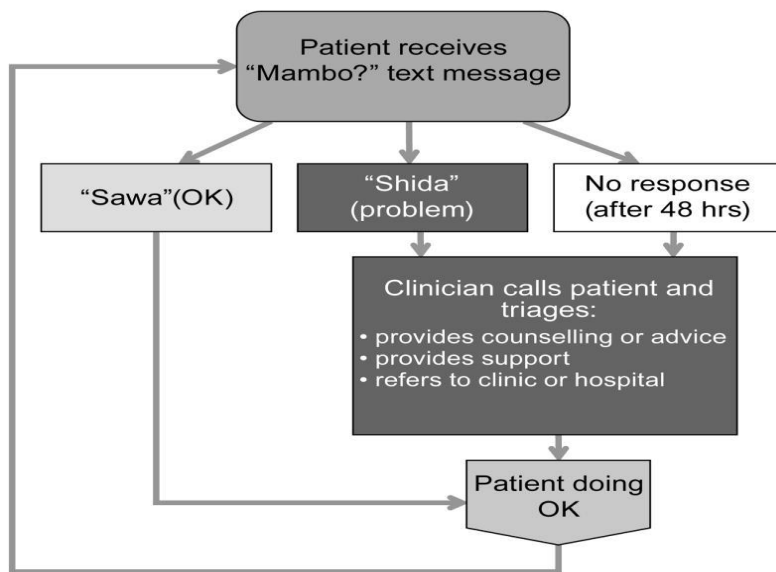 Patient receives
“Mambo?” text message
“Sawa”(OK)
“Shida”
(problem)
No response
(after 48 hrs)
Clinician calls patient and
triages:
• provides counselling or advice
• provides support
• refers to clinic or hospital
Patient doing
OK